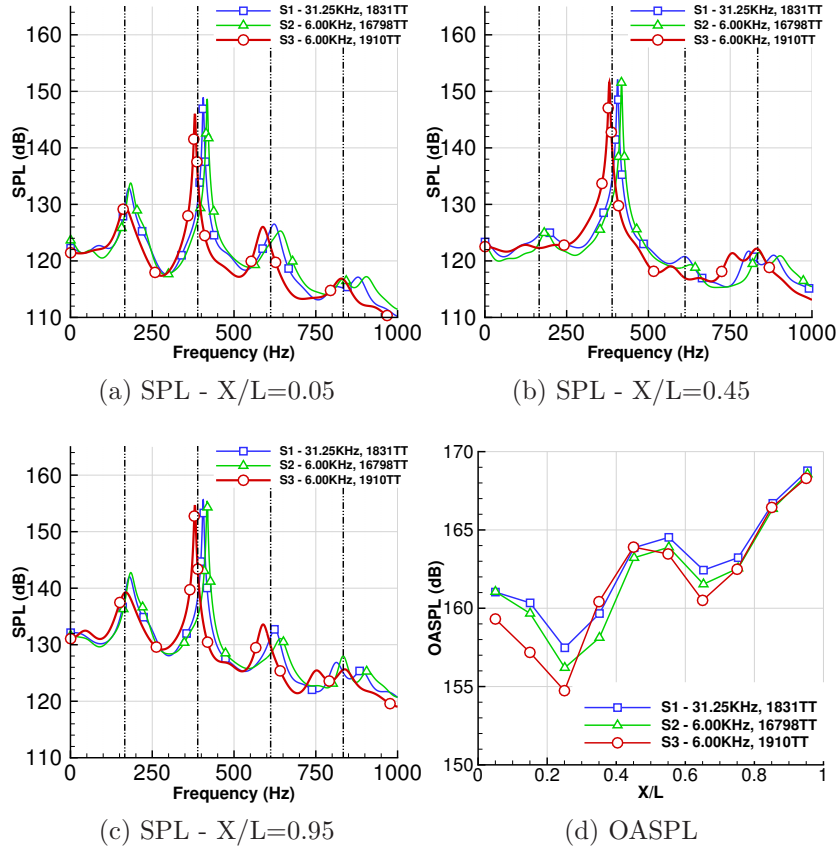 S1 - 31.25KHz, 1831TT
S2 - 6.00KHz, 16798TT
S3 - 6.00KHz, 1910TT
SPL (dB)
160
150
140
130
120
110
0
250
500
750
1000
Frequency (Hz)
(a) SPL - X/L=0.05
S1 - 31.25KHz, 1831TT
S2 - 6.00KHz, 16798TT
S3 - 6.00KHz, 1910TT
SPL (dB)
160
150
140
130
120
110
0
250
500
750
1000
Frequency (Hz)
(b) SPL - X/L=0.45
S1 - 31.25KHz, 1831TT
S2 - 6.00KHz, 16798TT
S3 - 6.00KHz, 1910TT
SPL (dB)
160
150
140
130
120
110
0
250
500
750
1000
Frequency (Hz)
(c) SPL - X/L=0.95
OASPL (dB)
170
165
160
155
150
0
0.2
0.4
0.6
0.8
1
X/L
S1 - 31.25KHz, 1831TT
S2 - 6.00KHz, 16798TT
S3 - 6.00KHz, 1910TT
(d) OASPL